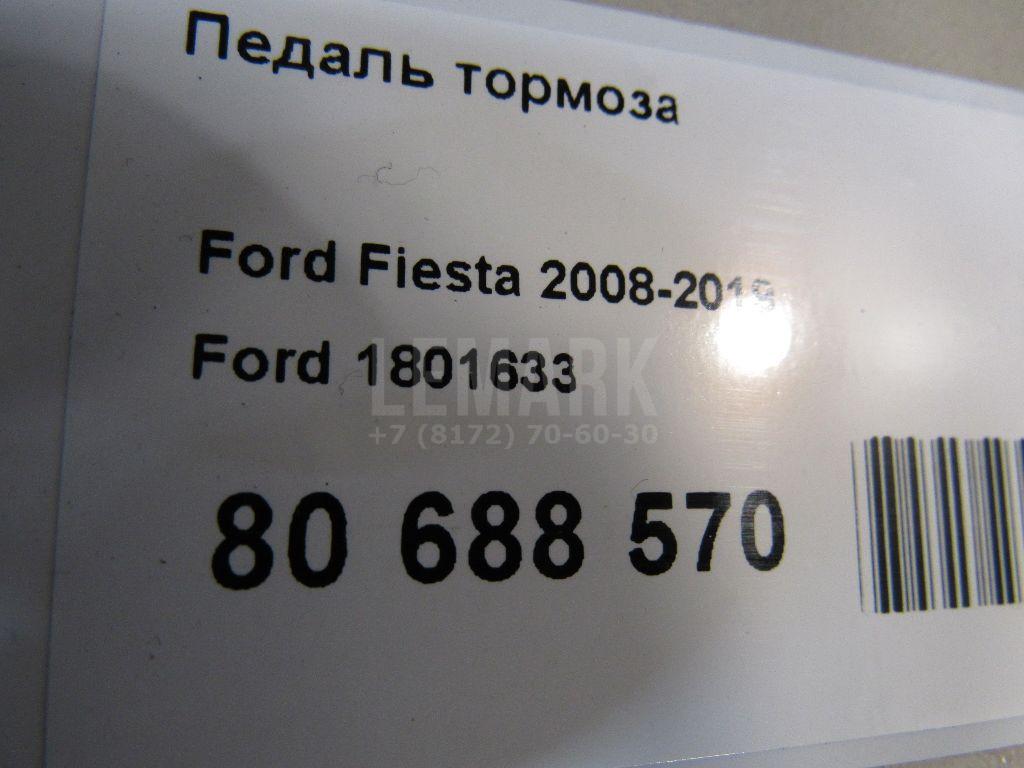 Педаль тормоза
Ford Fiesta 2008-2019
Ford 1801633
LEMARK
+7 (8172) 70-60-30
80 688 570